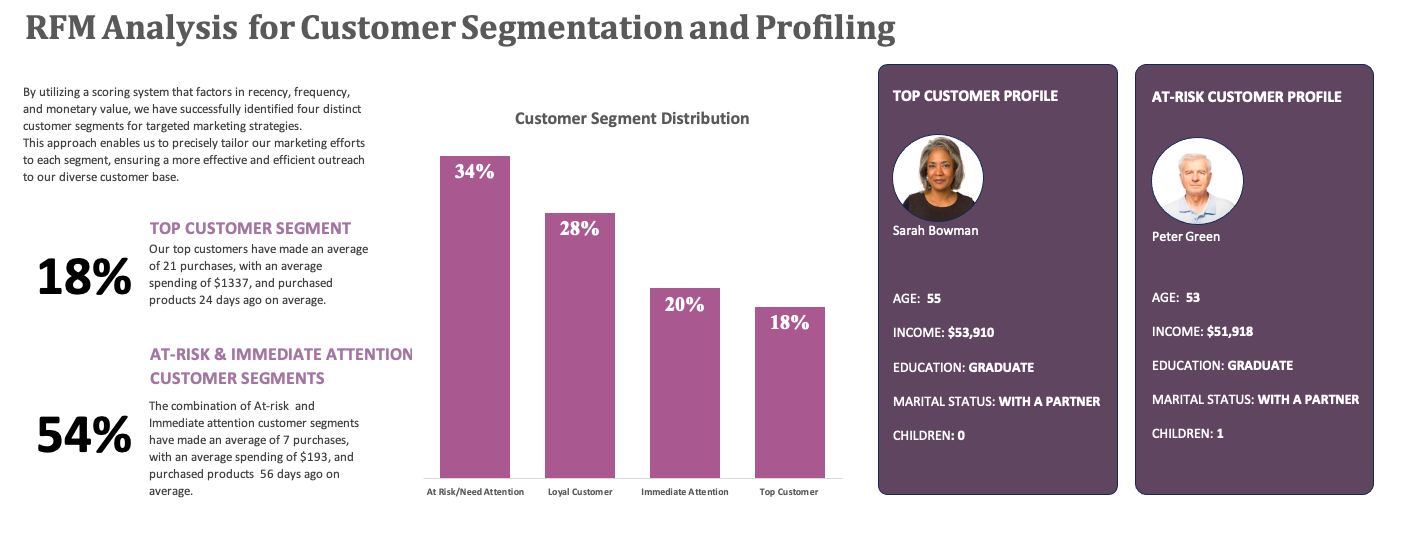 RFM Analysis for Customer Segmentation and Profiling
By utilizing a scoring system that factors in recency, frequency,
and monetary value, we have successfully identified four distinct
customer segments for targeted marketing strategies.
This approach enables us to precisely tailor our marketing efforts
to each segment, ensuring a more effective and efficient outreach
to our diverse customer base.
18%
TOP CUSTOMER SEGMENT
Our top customers have made an average
of 21 purchases, with an average
spending of $1337, and purchased
products 24 days ago on average.
54%
AT-RISK & IMMEDIATE ATTENTION
CUSTOMER SEGMENTS
The combination of At-risk and
Immediate attention customer segments
have made an average of 7 purchases,
with an average spending of $193, and
purchased products 56 days ago on
average.
Customer Segment Distribution
34%
28%
20%
18%
At Risk/Need Attention
Loyal Customer
Immediate Attention
Top Customer
TOP CUSTOMER PROFILE
Sarah Bowman
AGE: 55
INCOME: $53,910
EDUCATION: GRADUATE
MARITAL STATUS: WITH A PARTNER
CHILDREN: 0
AT-RISK CUSTOMER PROFILE
Peter Green
AGE: 53
INCOME: $51,918
EDUCATION: GRADUATE
MARITAL STATUS: WITH A PARTNER
CHILDREN: 1